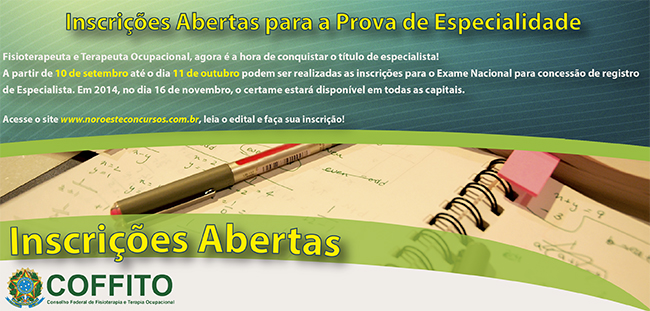 Inscrições Abertas para a Prova de Especialidade
Fisioterapeuta e Terapeuta Ocupacional, agora é a hora de conquistar o título de especialista!
A partir de 10 de setembro até o dia 11 de outubro podem ser realizadas as inscrições para o Exame Nacional para concessão de registro
de Especialista. Em 2014, no dia 16 de novembro, o certame estará disponível em todas as capitais.
Acesse o site www.noroesteconcursos.com.br, leia o edital e faça sua inscrição!
even
odd
Inscrições Abertas
COFFITO
Conselho Federal de Fisioterapia e Terapia Ocupacional